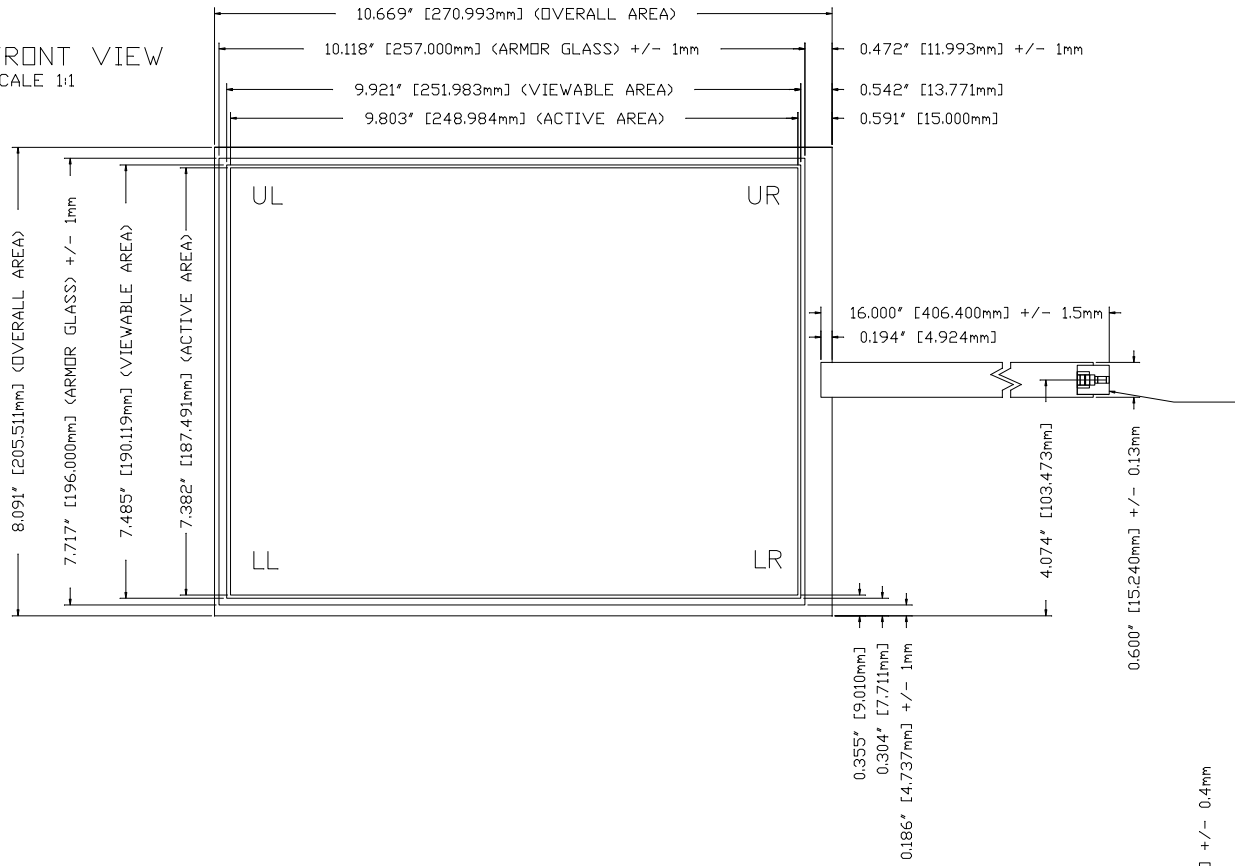 10.669" [270.993mm] (OVERALL AREA)
FRONT VIEW
SCALE 1:1
10.118" [257.000mm] (ARMOR GLASS) +/- 1mm
0.472" [11.993mm] +/- 1mm
9.921" [251.983mm] (VIEWABLE AREA)
0.542" [13.771mm]
9.803" [248.984mm] (ACTIVE AREA)
0.591" [15.000mm]
8.091" [205.511mm] (OVERALL AREA)
7.717" [196.000mm] (ARMOR GLASS) +/- 1mm
7.485" [190.119mm] (VIEWABLE AREA)
7.382" [187.491mm] (ACTIVE AREA)
UL
UR
LL
LR
16.000" [406.400mm] +/- 1.5mm
0.194" [4.924mm]
4.074" [103.473mm]
0.600" [15.240mm] +/- 0.13mm
0.355" [9.010mm]
0.304" [7.711mm]
0.186" [4.737mm] +/- 1mm
] +/- 0.4mm